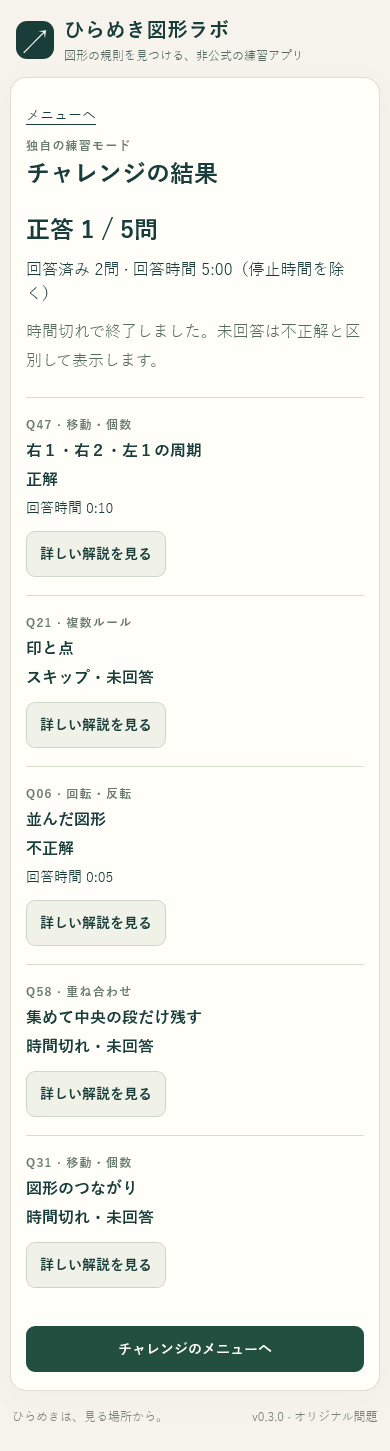 ひらめき図形ラボ
図形の規則を見つける、非公式の練習アプリ
メニューへ
独自の練習モード
チャレンジの結果
正答 1 / 5問
回答済み 2問 · 回答時間 5:00（停止時間を除
く）
時間切れで終了しました。未回答は不正解と区
別して表示します。
Q47 · 移動・個数
右１・右２・左１の周期
正解
回答時間 0:10
詳しい解説を見る
Q21 · 複数ルール
印と点
スキップ・未回答
詳しい解説を見る
Q06 · 回転・反転
並んだ図形
不正解
回答時間 0:05
詳しい解説を見る
Q58 · 重ね合わせ
集めて中央の段だけ残す
時間切れ・未回答
詳しい解説を見る
Q31 · 移動・個数
図形のつながり
時間切れ・未回答
詳しい解説を見る
チャレンジのメニューへ
ひらめきは、見る場所から。
v0.3.0 · オリジナル問題